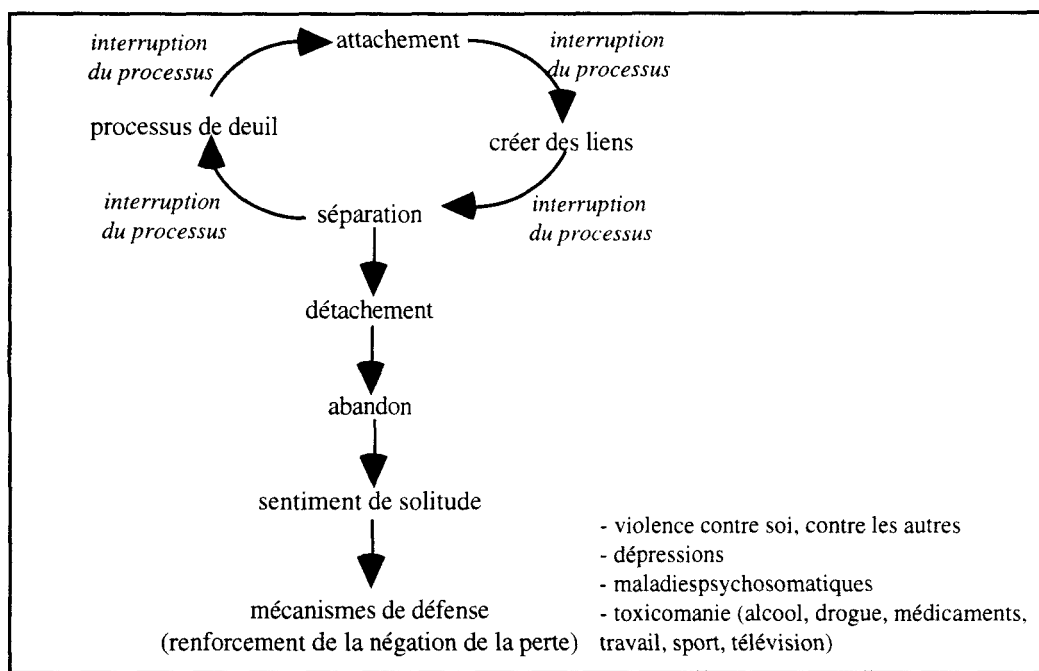 attachement
interruption
du processus
interruption
du processus
processus de deuil
créer des liens
interruption
du processus
séparation
interruption
du processus
détachement
abandon
sentiment de solitude
mécanismes de défense
(renforcement de la négation de la perte)
- violence contre soi, contre les autres
- dépressions
- maladiespsychosomatiques
- toxicomanie (alcool, drogue, médicaments,
travail, sport, télévision)